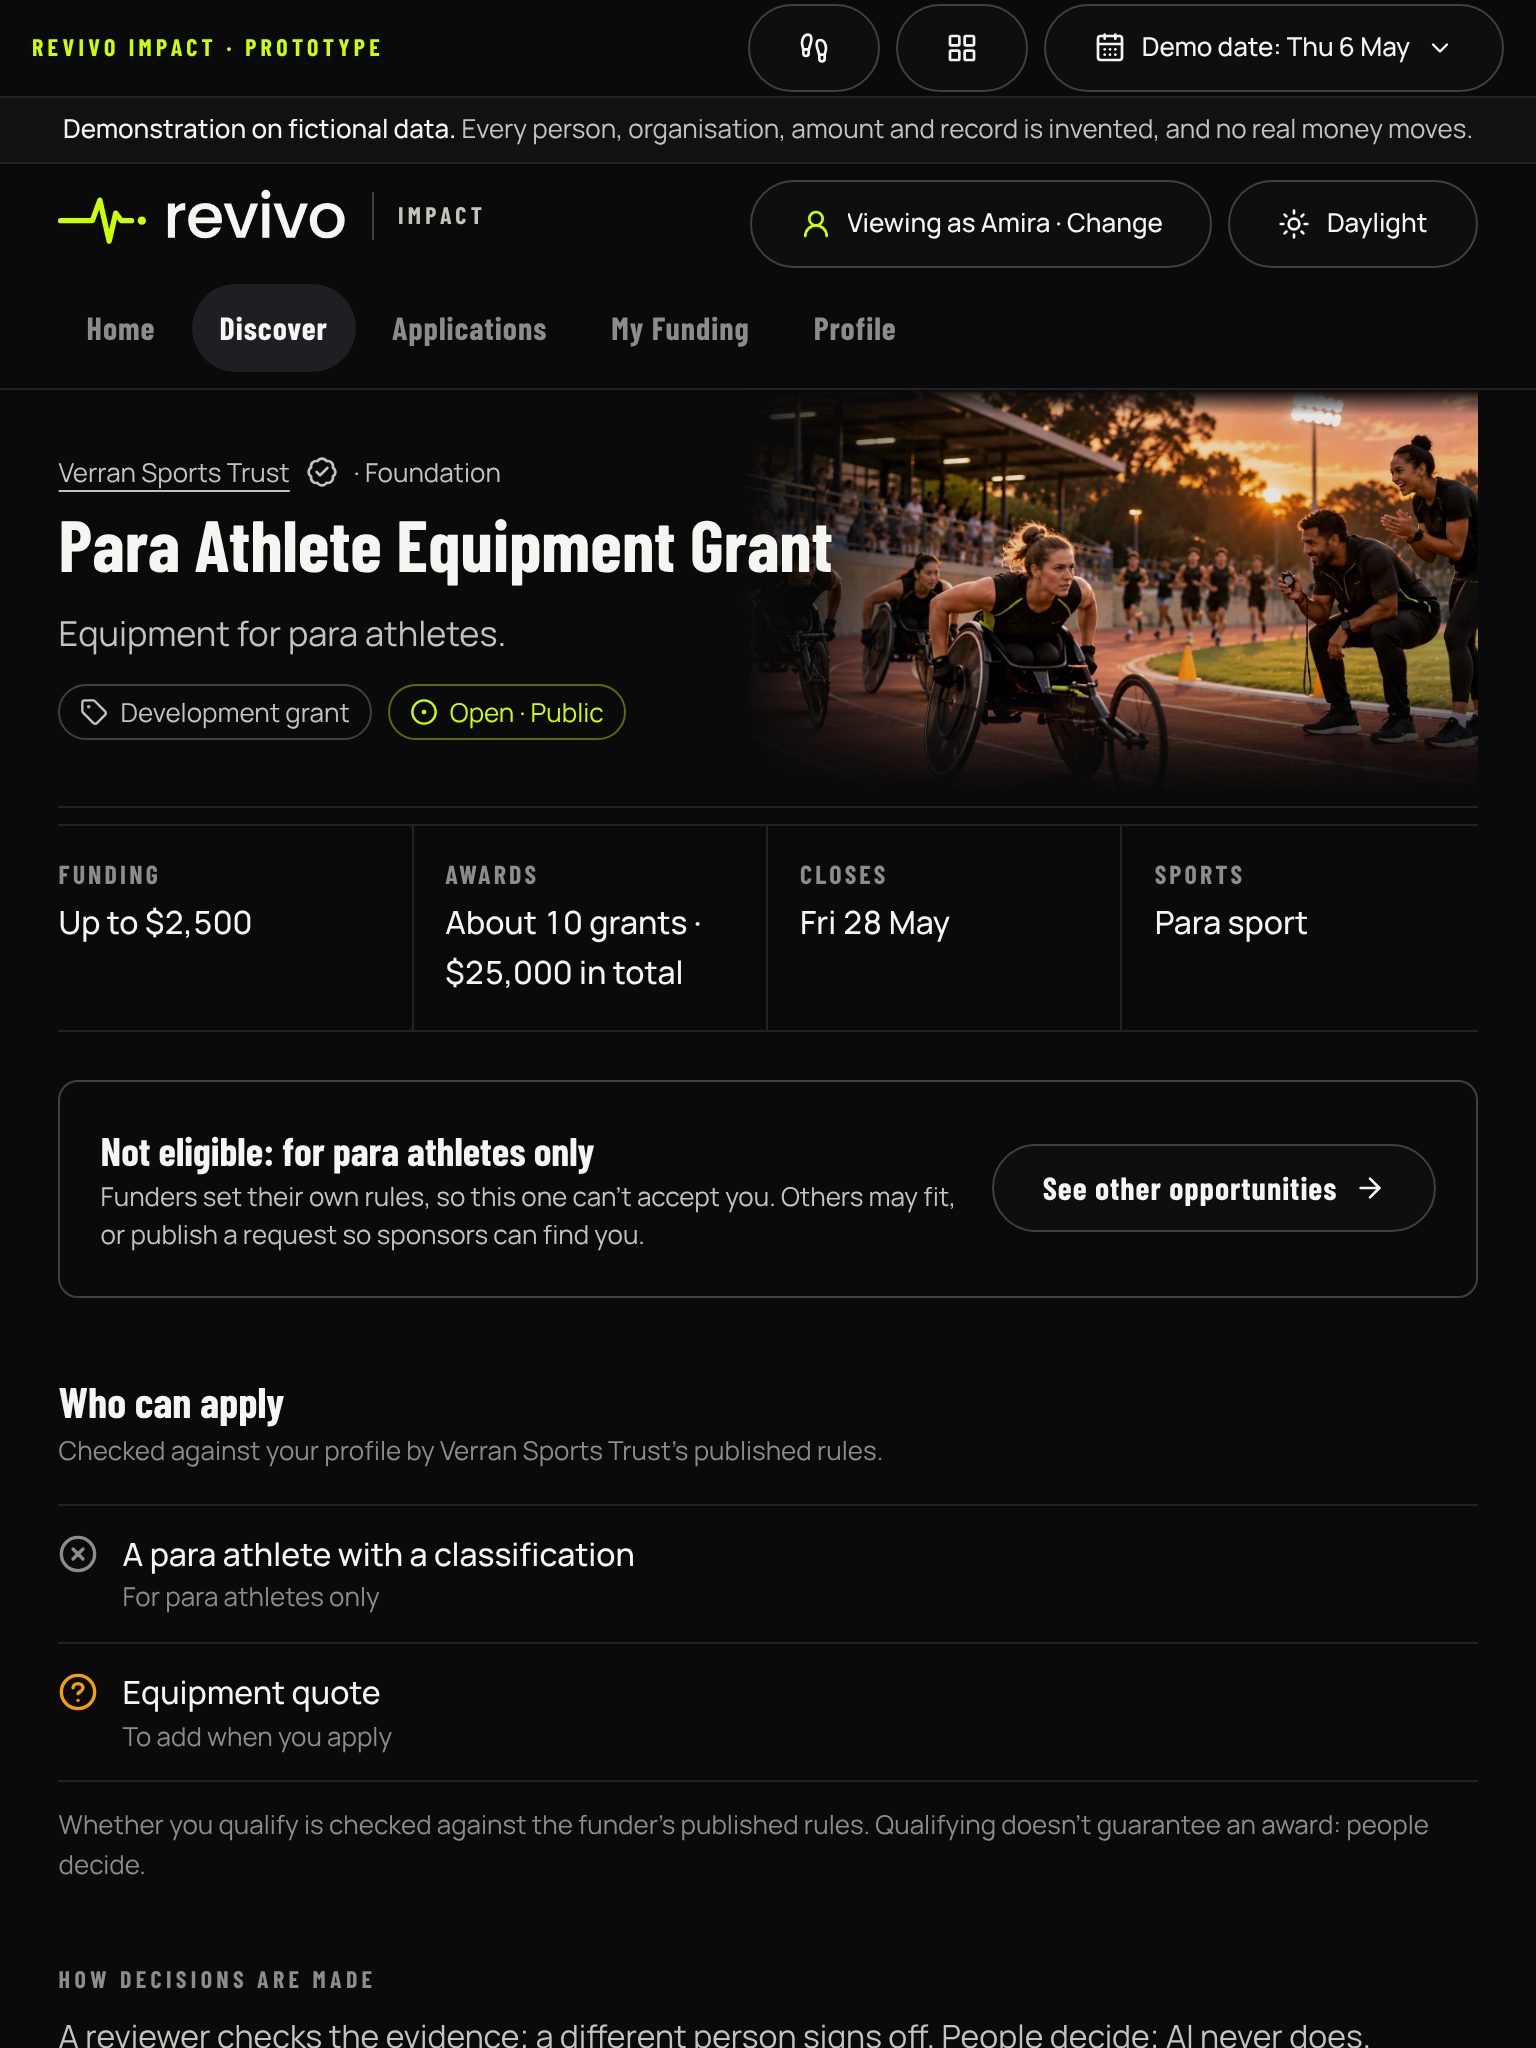 REVIVO IMPACT · PROTOTYPE
Demo date: Thu 6 May
Demonstration on fictional data. Every person, organisation, amount and record is invented, and no real money moves.
revivo IMPACT
Viewing as Amira · Change
Daylight
Home Discover Applications My Funding Profile
Verran Sports Trust · Foundation
Para Athlete Equipment Grant
Equipment for para athletes.
Development grant
Open · Public
FUNDING
Up to $2,500
AWARDS
About 10 grants ·
$25,000 in total
CLOSES
Fri 28 May
SPORTS
Para sport
Not eligible: for para athletes only
Funders set their own rules, so this one can’t accept you. Others may fit,
or publish a request so sponsors can find you.
See other opportunities
Who can apply
Checked against your profile by Verran Sports Trust’s published rules.
A para athlete with a classification
For para athletes only
Equipment quote
To add when you apply
Whether you qualify is checked against the funder’s published rules. Qualifying doesn’t guarantee an award: people
decide.
HOW DECISIONS ARE MADE
A reviewer checks the evidence; a different person signs off. People decide; AI never does.